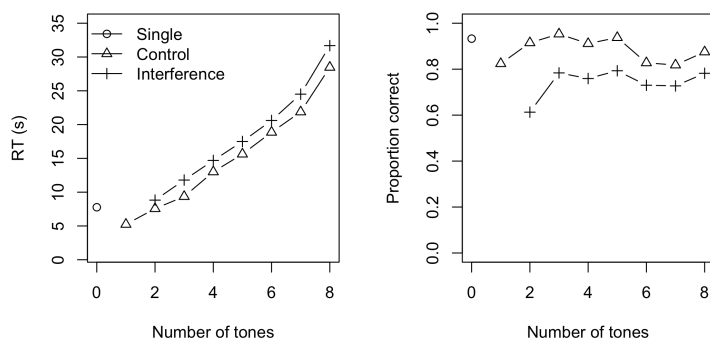 35
30
25
20
15
10
5
0
RT (s)
Single
Control
Interference
0 2 4 6 8
Number of tones
1.0
0.8
0.6
0.4
0.2
0.0
Proportion correct
0 2 4 6 8
Number of tones